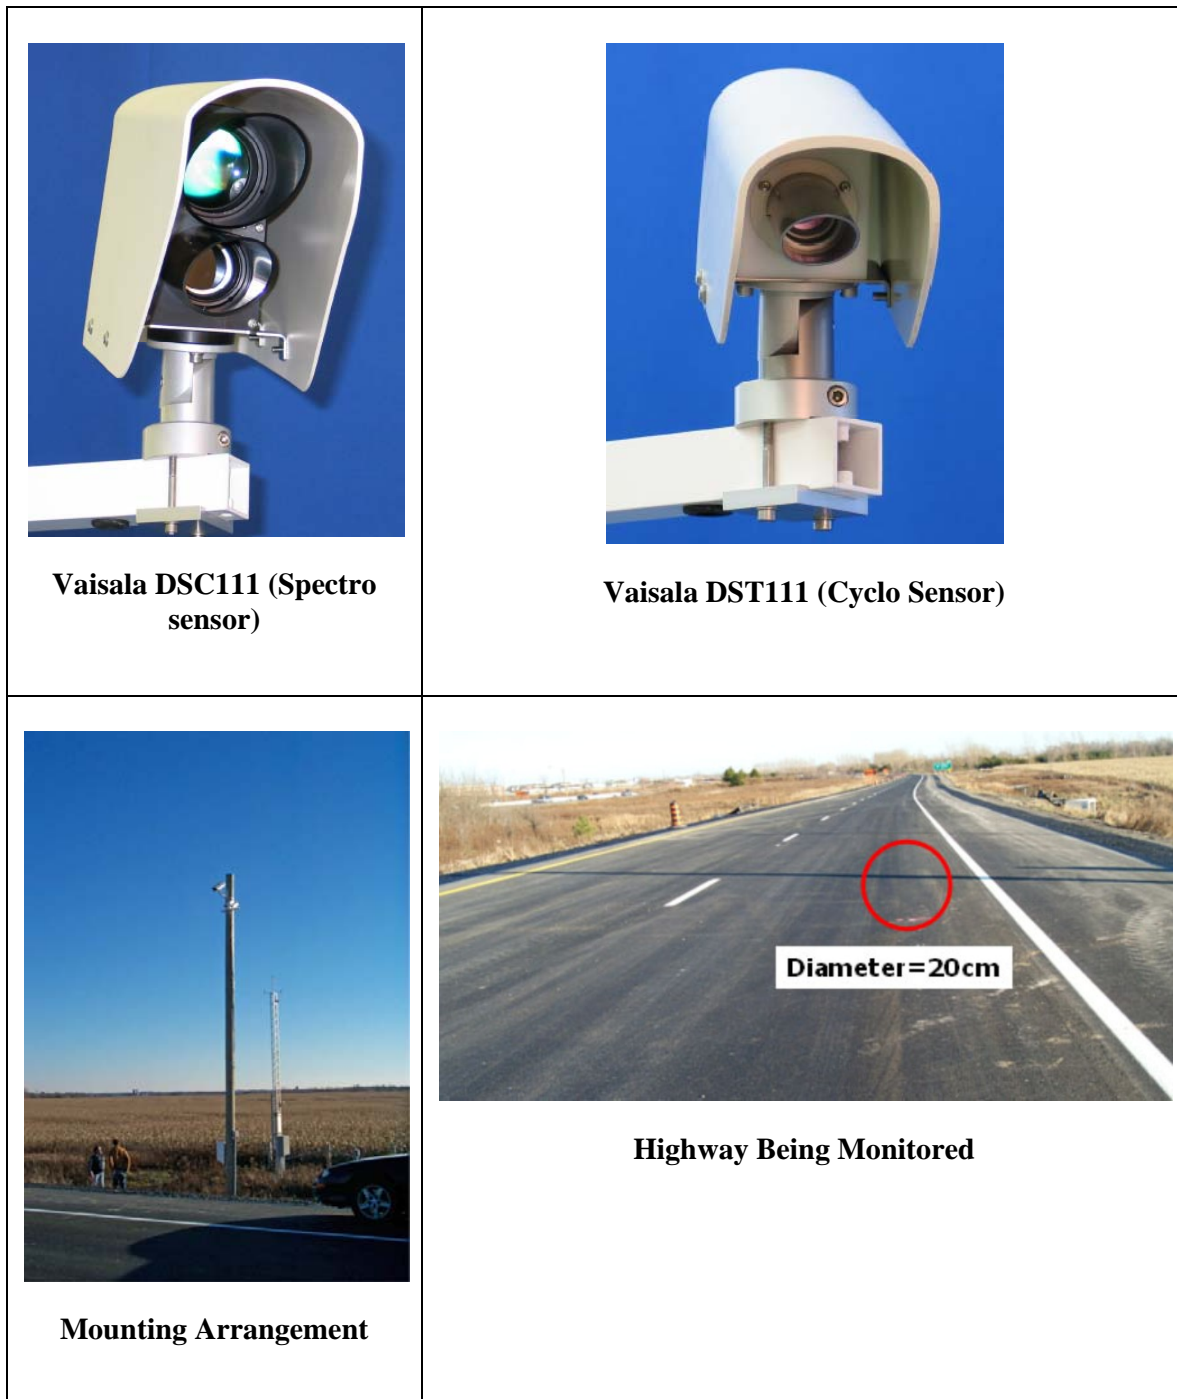 Vaisala DSC111 (Spectro
sensor)
Vaisala DST111 (Cyclo Sensor)
Diameter=20cm
Mounting Arrangement
Highway Being Monitored